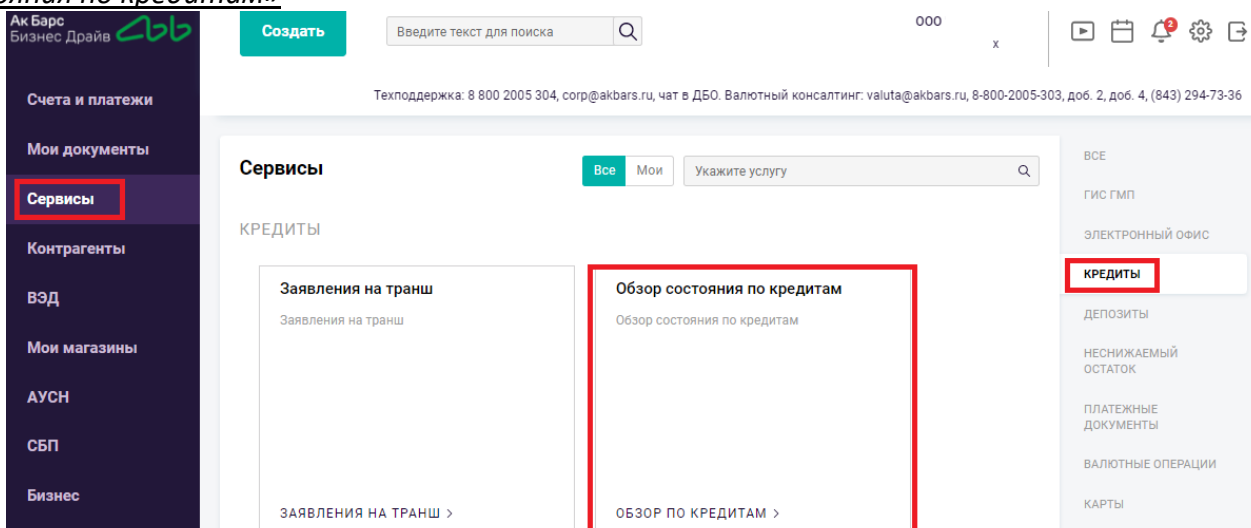 по кредитам»
Ак Барс
Бизнес Драйв
Создать
Введите текст для поиска
ООО
х
2
Техподдержка: 8 800 2005 304, corp@akbars.ru, чат в ДБО. Валютный консалтинг: valuta@akbars.ru, 8-800-2005-303, доб. 2, доб. 4, (843) 294-73-36
Счета и платежи
Мои документы
Сервисы
Контрагенты
ВЭД
Мои магазины
АУСН
СБП
Бизнес
Сервисы
Все
Мои
Укажите услугу
КРЕДИТЫ
Заявления на транш
Заявления на транш
ЗАЯВЛЕНИЯ НА ТРАНШ >
Обзор состояния по кредитам
Обзор состояния по кредитам
ОБЗОР ПО КРЕДИТАМ >
ВСЕ
ГИС ГМП
ЭЛЕКТРОННЫЙ ОФИС
КРЕДИТЫ
ДЕПОЗИТЫ
НЕСНИЖАЕМЫЙ
ОСТАТОК
ПЛАТЕЖНЫЕ
ДОКУМЕНТЫ
ВАЛЮТНЫЕ ОПЕРАЦИИ
КАРТЫ